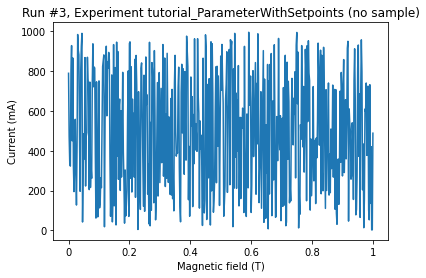 Run #3, Experiment tutorial_ParameterWithSetpoints (no sample)
1000
800
600
400
200
0
Current (mA)
0 0.2 0.4 0.6 0.8 1
Magnetic field (T)